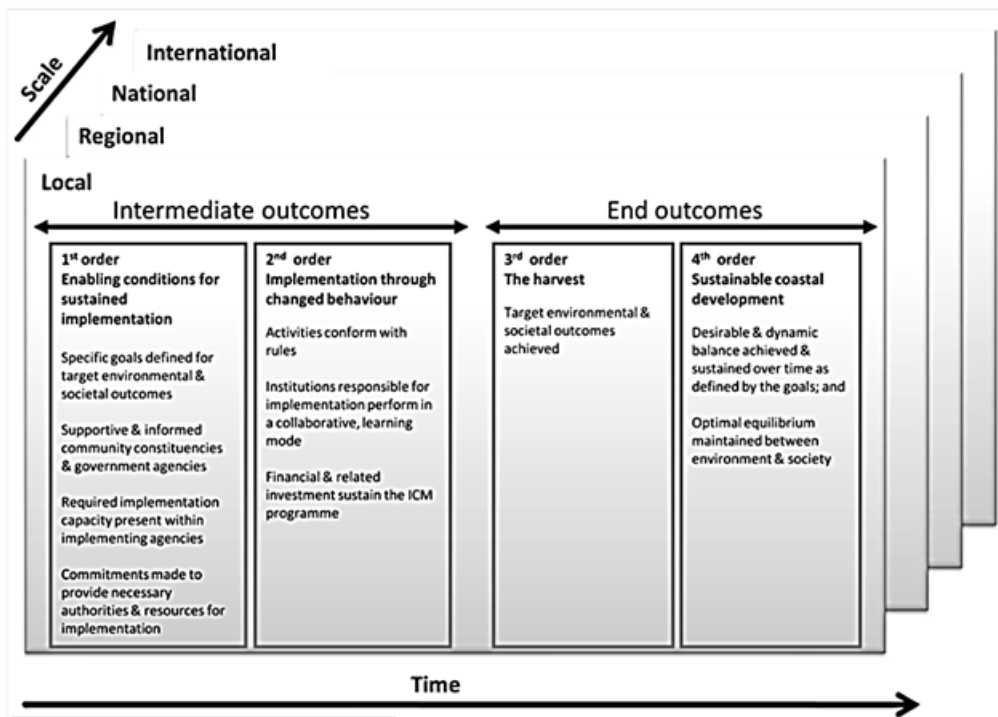 Scale
International
National
Regional
Local
Intermediate outcomes
End outcomes
1st order
Enabling conditions for
sustained
implementation
Specific goals defined for
target environmental &
societal outcomes
Supportive & informed
community constituencies
& government agencies
Required implementation
capacity present within
implementing agencies
Commitments made to
provide necessary
authorities & resources for
implementation
2nd order
Implementation through
changed behaviour
Activities conform with
rules
Institutions responsible for
implementation perform in
a collaborative, learning
mode
Financial & related
investment sustain the ICM
programme
3rd order
The harvest
Target environmental &
societal outcomes
achieved
4th order
Sustainable coastal
development
Desirable & dynamic
balance achieved &
sustained over time as
defined by the goals; and
Optimal equilibrium
maintained between
environment & society
Time